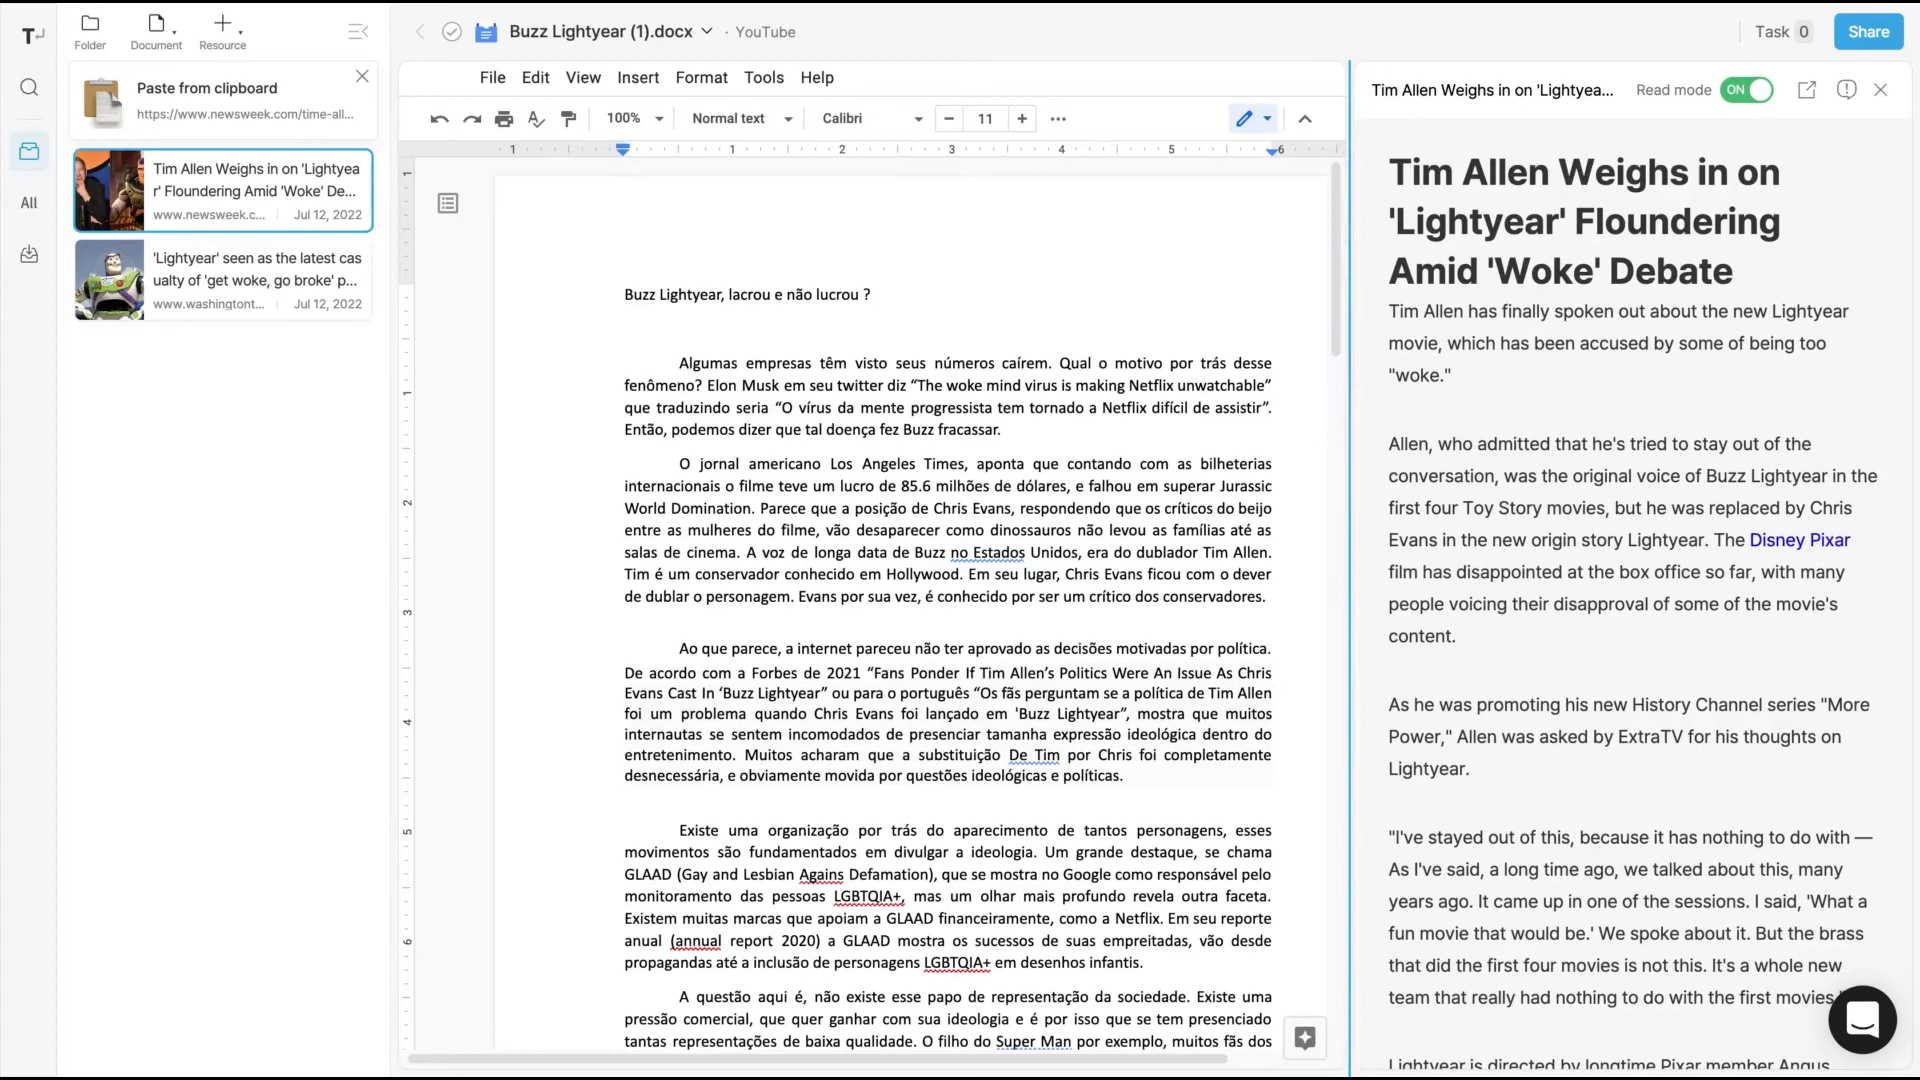 Folder
Document
Resource
Buzz Lightyear (1).docx
· YouTube
Task 0
Share
Paste from clipboard
https://www.newsweek.com/time-all...
Tim Allen Weighs in on 'Lightyea
r' Floundering Amid 'Woke' De...
www.newsweek.c... Jul 12, 2022
'Lightyear' seen as the latest cas
ualty of 'get woke, go broke' p...
www.washingtont... Jul 12, 2022
All
File Edit View Insert Format Tools Help
100% Normal text Calibri 11
1 1 2 3 4 5 6
1
1
2
3
4
5
6
Buzz Lightyear, lacrou e não lucrou ?
Algumas empresas têm visto seus números caírem. Qual o motivo por trás desse
fenômeno? Elon Musk em seu twitter diz “The woke mind virus is making Netflix unwatchable”
que traduzindo seria “O vírus da mente progressista tem tornado a Netflix difícil de assistir”.
Então, podemos dizer que tal doença fez Buzz fracassar.
O jornal americano Los Angeles Times, aponta que contando com as bilheterias
internacionais o filme teve um lucro de 85.6 milhões de dólares, e falhou em superar Jurassic
World Domination. Parece que a posição de Chris Evans, respondendo que os críticos do beijo
entre as mulheres do filme, vão desaparecer como dinossauros não levou as famílias até as
salas de cinema. A voz de longa data de Buzz no Estados Unidos, era do dublador Tim Allen.
Tim é um conservador conhecido em Hollywood. Em seu lugar, Chris Evans ficou com o dever
de dublar o personagem. Evans por sua vez, é conhecido por ser um crítico dos conservadores.
Ao que parece, a internet pareceu não ter aprovado as decisões motivadas por política.
De acordo com a Forbes de 2021 “Fans Ponder If Tim Allen’s Politics Were An Issue As Chris
Evans Cast In ‘Buzz Lightyear” ou para o português “Os fãs perguntam se a política de Tim Allen
foi um problema quando Chris Evans foi lançado em 'Buzz Lightyear”, mostra que muitos
internautas se sentem incomodados de presenciar tamanha expressão ideológica dentro do
entretenimento. Muitos acharam que a substituição De Tim por Chris foi completamente
desnecessária, e obviamente movida por questões ideológicas e políticas.
Existe uma organização por trás do aparecimento de tantos personagens, esses
movimentos são fundamentados em divulgar a ideologia. Um grande destaque, se chama
GLAAD (Gay and Lesbian Agains Defamation), que se mostra no Google como responsável pelo
monitoramento das pessoas LGBTQIA+, mas um olhar mais profundo revela outra faceta.
Existem muitas marcas que apoiam a GLAAD financeiramente, como a Netflix. Em seu reporte
anual (annual report 2020) a GLAAD mostra os sucessos de suas empreitadas, vão desde
propagandas até a inclusão de personagens LGBTQIA+ em desenhos infantis.
A questão aqui é, não existe esse papo de representação da sociedade. Existe uma
pressão comercial, que quer ganhar com sua ideologia e é por isso que se tem presenciado
tantas representações de baixa qualidade. O filho do Super Man por exemplo, muitos fãs dos
Tim Allen Weighs in on 'Lightyea...
Read mode ON
Tim Allen Weighs in on
'Lightyear' Floundering
Amid 'Woke' Debate
Tim Allen has finally spoken out about the new Lightyear
movie, which has been accused by some of being too
"woke."
Allen, who admitted that he's tried to stay out of the
conversation, was the original voice of Buzz Lightyear in the
first four Toy Story movies, but he was replaced by Chris
Evans in the new origin story Lightyear. The Disney Pixar
film has disappointed at the box office so far, with many
people voicing their disapproval of some of the movie's
content.
As he was promoting his new History Channel series "More
Power," Allen was asked by ExtraTV for his thoughts on
Lightyear.
"I've stayed out of this, because it has nothing to do with —
As I've said, a long time ago, we talked about this, many
years ago. It came up in one of the sessions. I said, 'What a
fun movie that would be.' We spoke about it. But the brass
that did the first four movies is not this. It's a whole new
team that really had nothing to do with the first movies.
Lightyear is directed by longtime Pixar member Angus